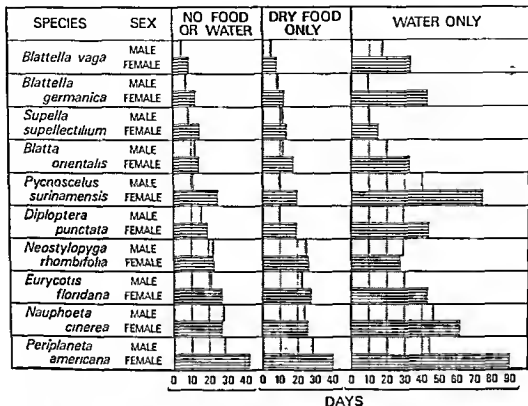 SPECIES SEX NO FOOD OR WATER DRY FOOD ONLY WATER ONLY
Blattella vaga MALE
FEMALE
Blattella MALE
germanica FEMALE
Supella MALE
supellectilium FEMALE
Blatta MALE
orientalis FEMALE
Pycnoscelus MALE
surinamensis FEMALE
Diploptera MALE
punctata FEMALE
Neostylopyga MALE
rhombifolia FEMALE
Eurycotis MALE
floridana FEMALE
Nauphoeta MALE
cinerea FEMALE
Periplaneta MALE
americana FEMALE
0 10 20 30 40 0 10 20 30 40 0 10 20 30 40 50 60 70 80 90
DAYS